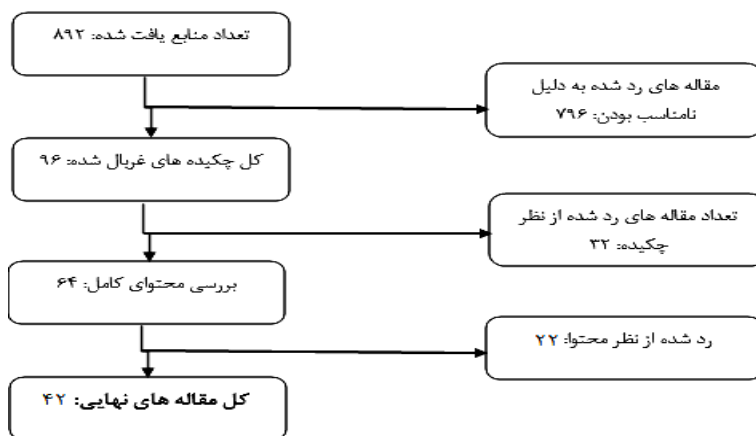 تعداد منابع یافت شده: ۸۹۲
مقاله های رد شده به دلیل
نامناسب بودن: ۷۹۶
کل چکیده های غربال شده: ۹۶
تعداد مقاله های رد شده از نظر
چکیده: ۳۲
بررسی محتوای کامل: ۶۴
رد شده از نظر محتوا: ۲۲
کل مقاله های نهایی: ۴۲